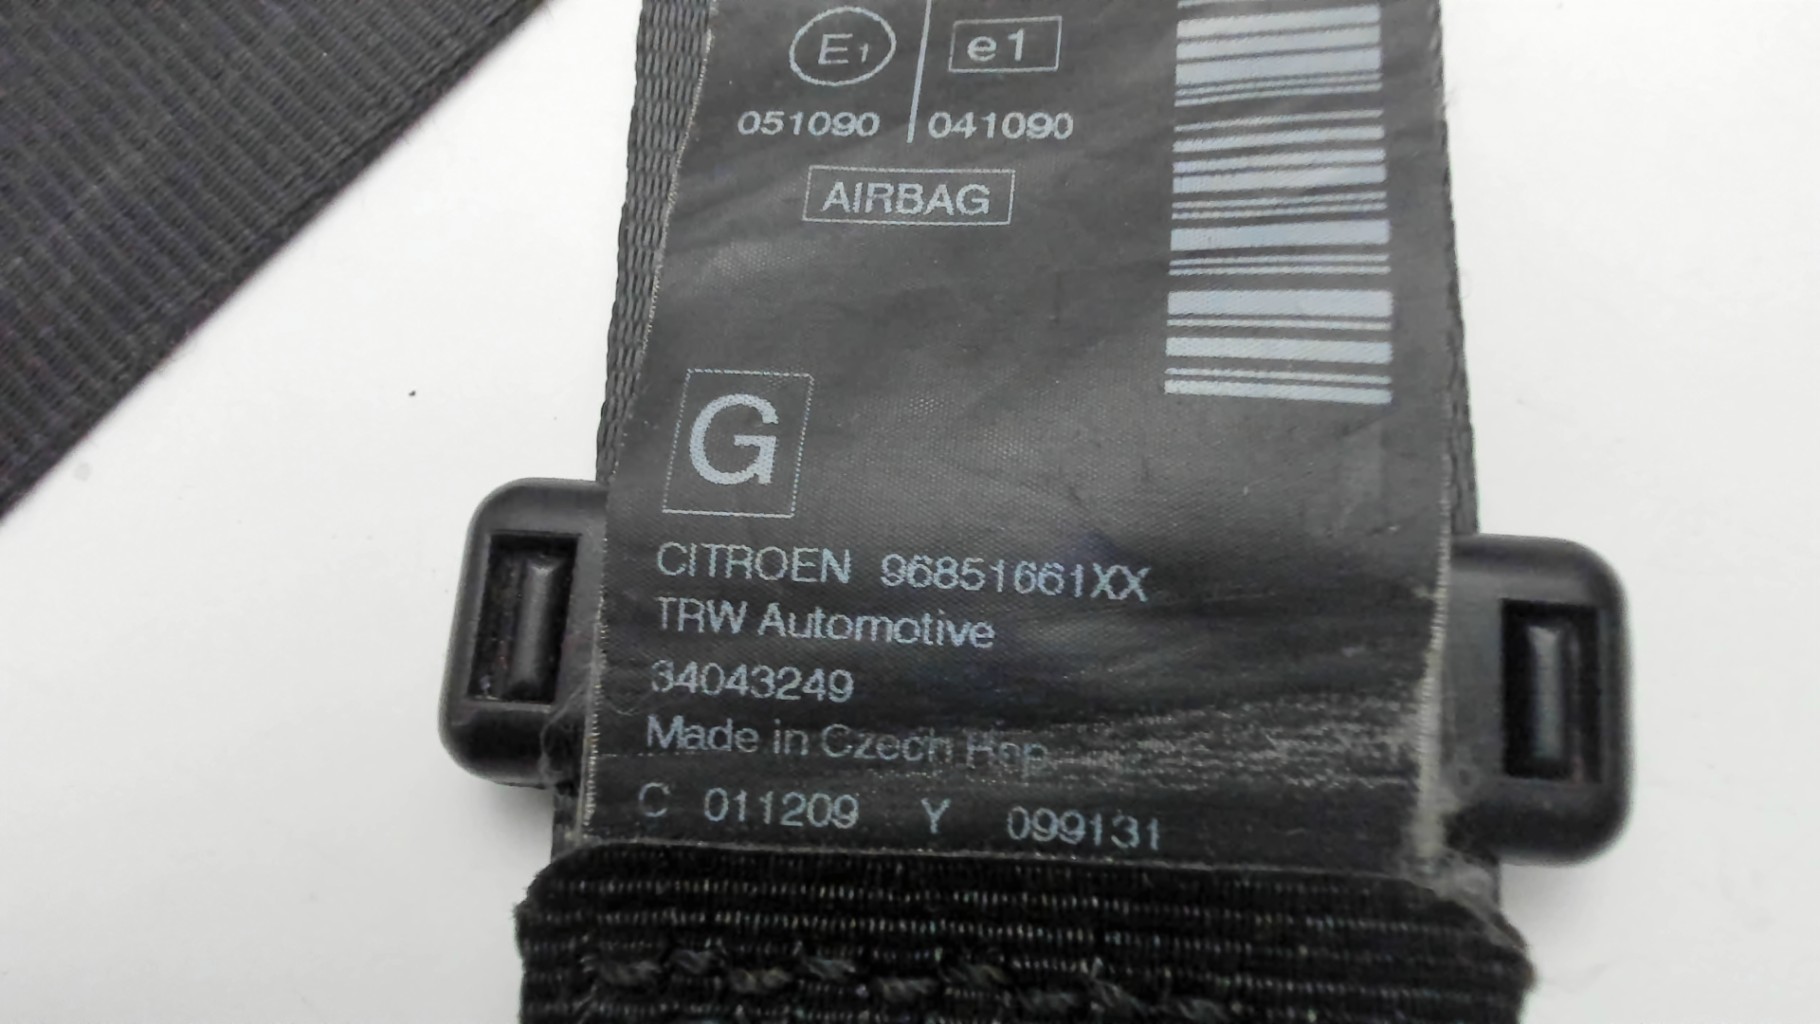 E1 e1
051090 041090
AIRBAG
G
CITROEN 96851661XX
TRW Automotive
34043249
Made in Czech Rep
C 011209 Y 099131